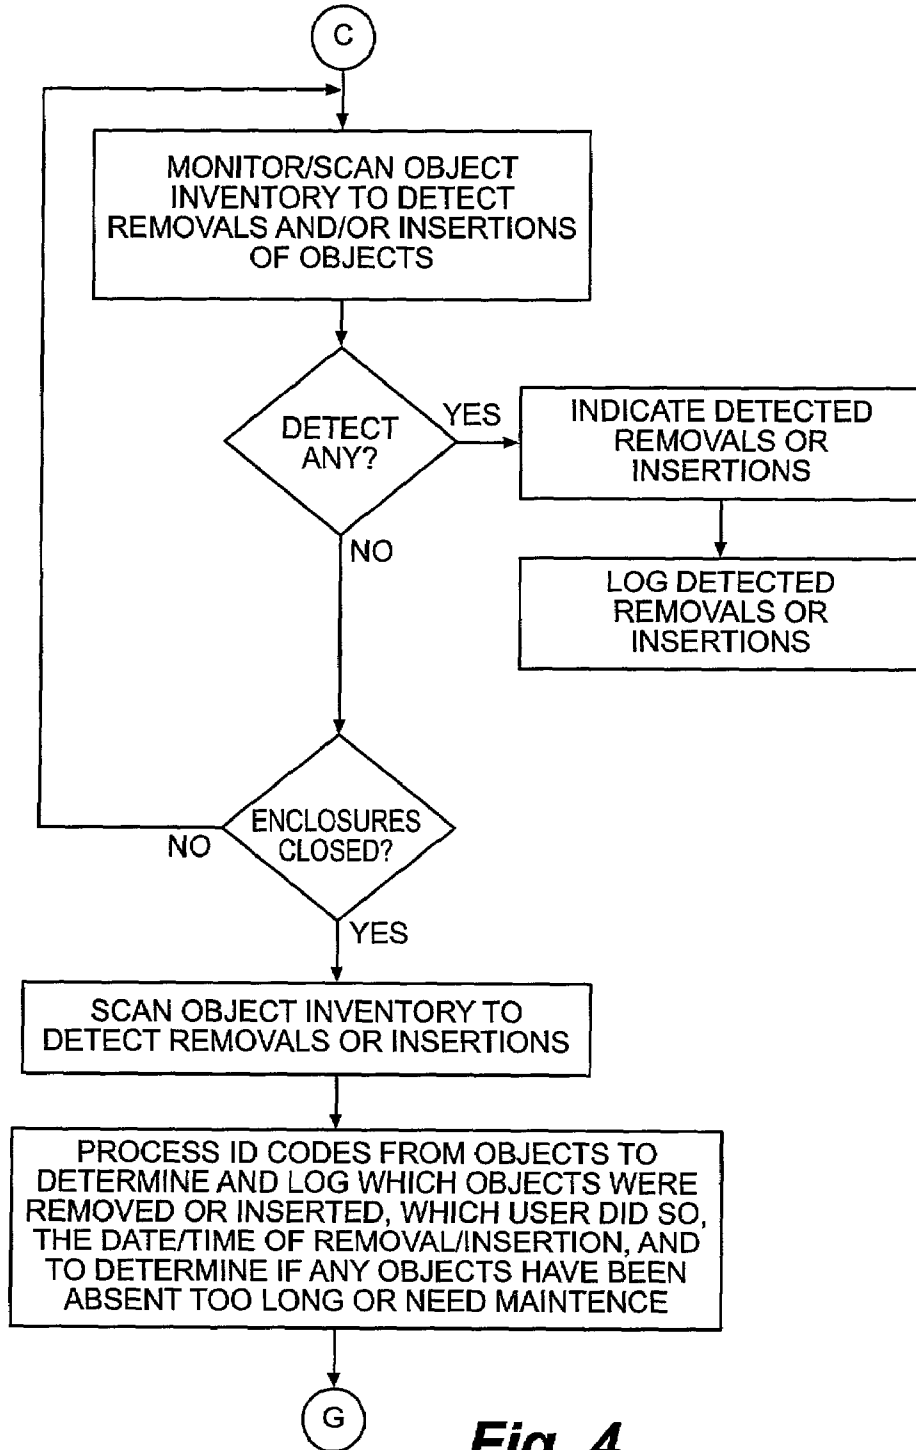 C
MONITOR/SCAN OBJECT
INVENTORY TO DETECT
REMOVALS AND/OR INSERTIONS
OF OBJECTS
DETECT
ANY?
YES
INDICATE DETECTED
REMOVALS OR
INSERTIONS
NO
LOG DETECTED
REMOVALS OR
INSERTIONS
ENCLOSURES
CLOSED?
NO
YES
SCAN OBJECT INVENTORY TO
DETECT REMOVALS OR INSERTIONS
PROCESS ID CODES FROM OBJECTS TO
DETERMINE AND LOG WHICH OBJECTS WERE
REMOVED OR INSERTED, WHICH USER DID SO,
THE DATE/TIME OF REMOVAL/INSERTION, AND
TO DETERMINE IF ANY OBJECTS HAVE BEEN
ABSENT TOO LONG OR NEED MAINTENCE
G
Fig. 4